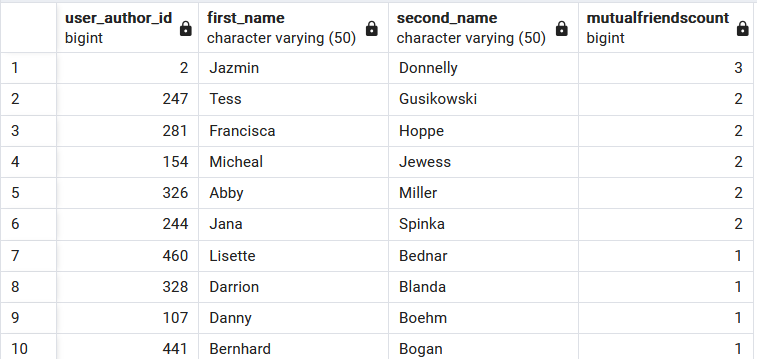 user_author_id first_name second_name mutualfriendscount
bigint character varying (50) character varying (50) bigint
1 2 Jazmin Donnelly 3
2 247 Tess Gusikowski 2
3 281 Francisca Hoppe 2
4 154 Micheal Jewess 2
5 326 Abby Miller 2
6 244 Jana Spinka 2
7 460 Lisette Bednar 1
8 328 Darrion Blanda 1
9 107 Danny Boehm 1
10 441 Bernhard Bogan 1